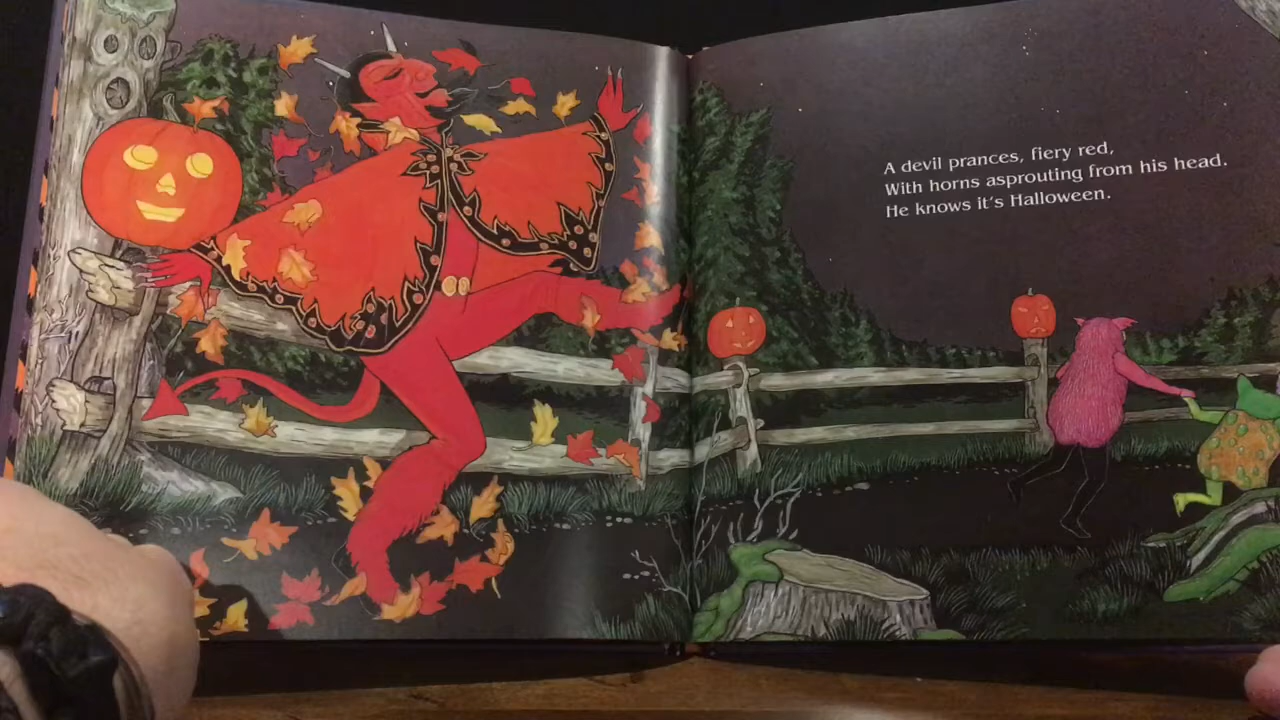 A devil prances, fiery red,
With horns asprouting from his head.
He knows it's Halloween.